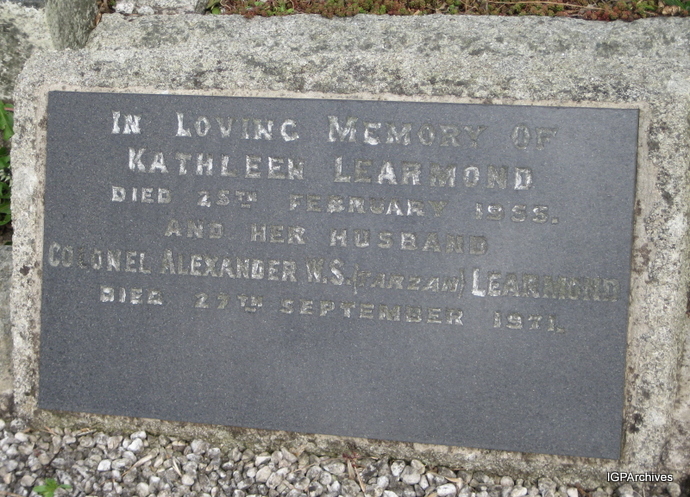 IN LOVING MEMORY OF
KATHLEEN LEARMOND
DIED 25TH FEBRUARY 1955.
AND HER HUSBAND
COLONEL ALEXANDER W.S. (TARZAN) LEARMOND
DIED 27TH SEPTEMBER 1971.
IGPArchives